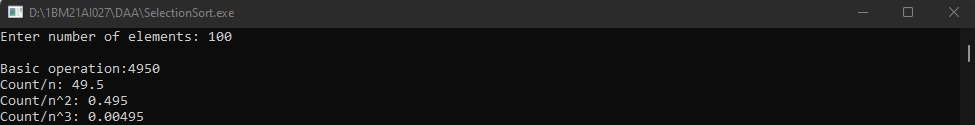 D:\1BM21AI027\DAA\SelectionSort.exe
Enter number of elements: 100
Basic operation:4950
Count/n: 49.5
Count/n^2: 0.495
Count/n^3: 0.00495